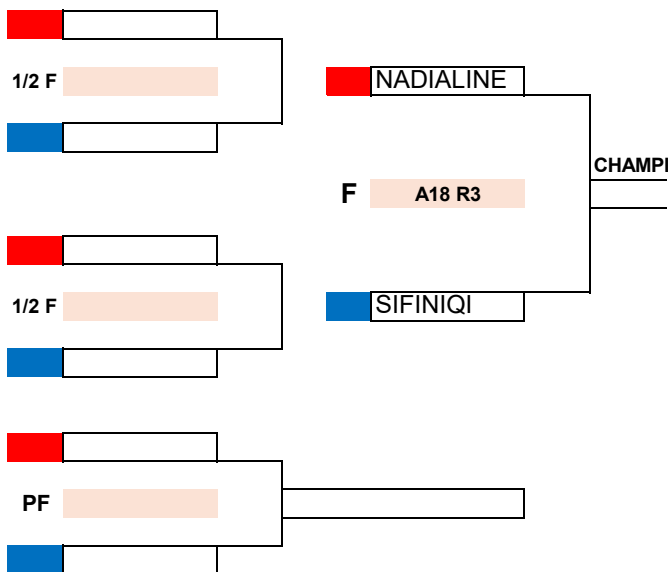 1/2 F
NADIALINE
CHAMPI
F
A18 R3
1/2 F
SIFINIQI
PF